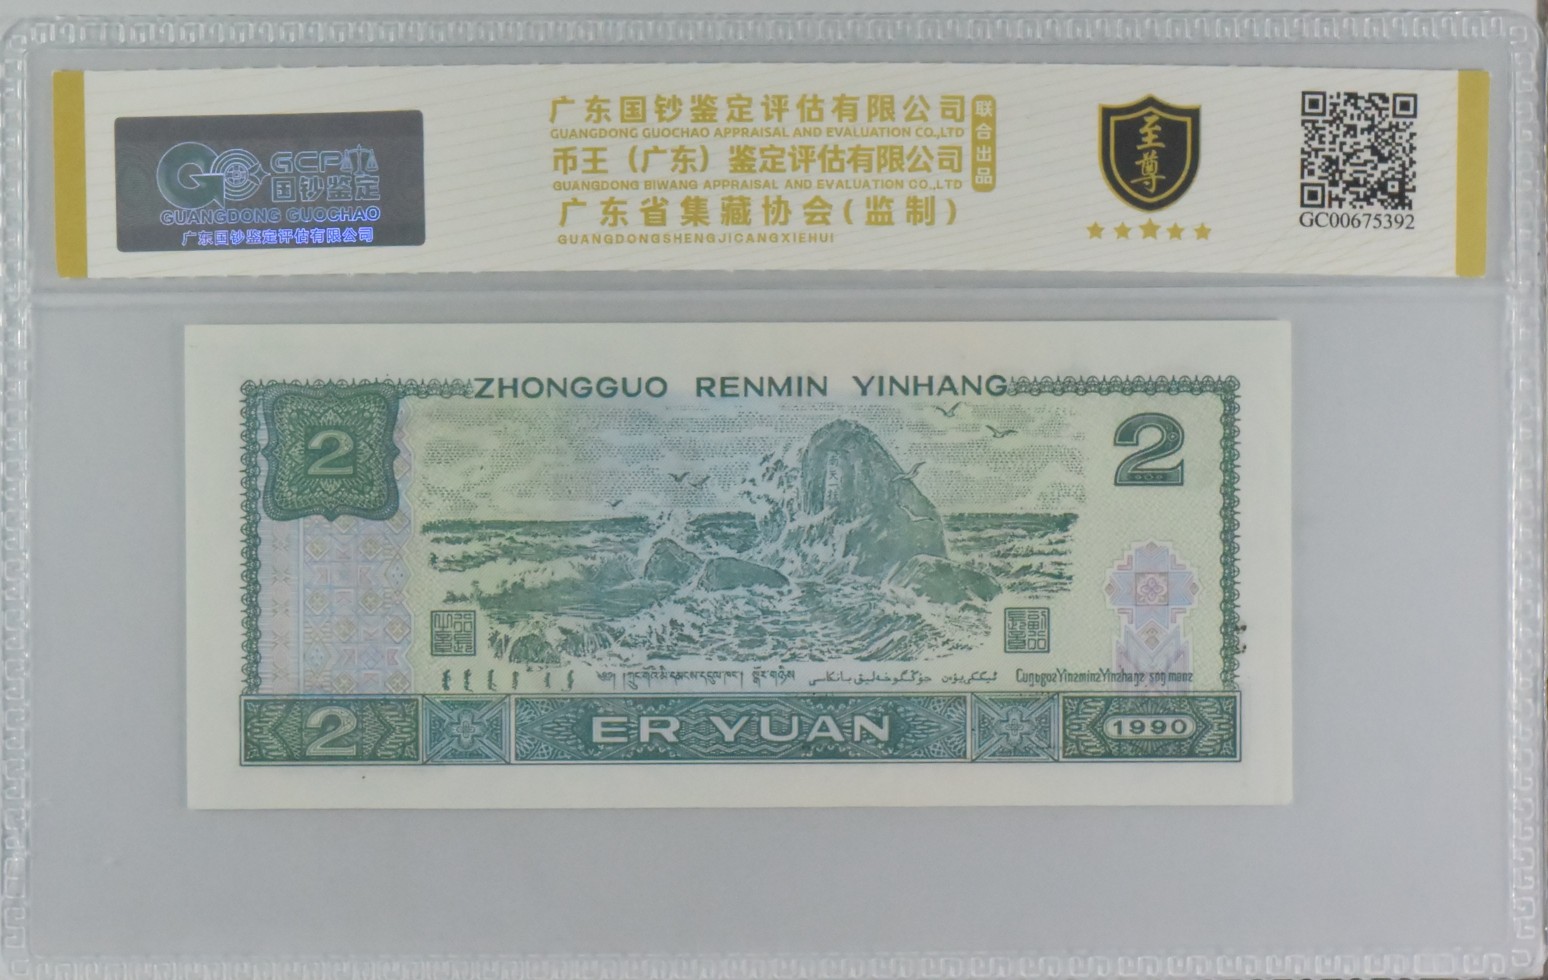 GCP
国钞鉴定
GUANGDONG GUOCHAO
广东国钞鉴定评估有限公司
广东国钞鉴定评估有限公司
GUANGDONG GUOCHAO APPRAISAL AND EVALUATION CO.,LTD
币王（广东）鉴定评估有限公司
GUANGDONG BIWANG APPRAISAL AND EVALUATION CO.,LTD
广东省集藏协会(监制)
GUANGDONGSHENGJICANGXIEHUI
联合出品
至尊
GC00675392
ZHONGGUO RENMIN YINHANG
2
2
Cungqgoz Yinzminz Yinzhangz
2
ER YUAN
1990